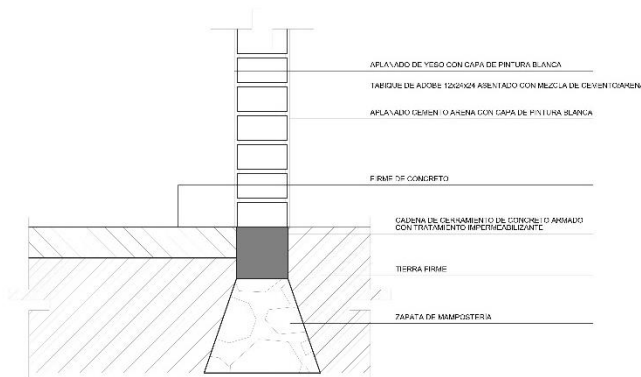 APLANADO DE YESO CON CAPA DE PINTURA BLANCA
TABIQUE DE ADOBE 12x24x24 ASENTADO CON MEZCLA DE CEMENTO/ARENA
APLANADO CEMENTO ARENA CON CAPA DE PINTURA BLANCA
FIRME DE CONCRETO
CADENA DE CERRAMIENTO DE CONCRETO ARMADO
CON TRATAMIENTO IMPERMEABILIZANTE
TIERRA FIRME
ZAPATA DE MAMPOSTERÍA